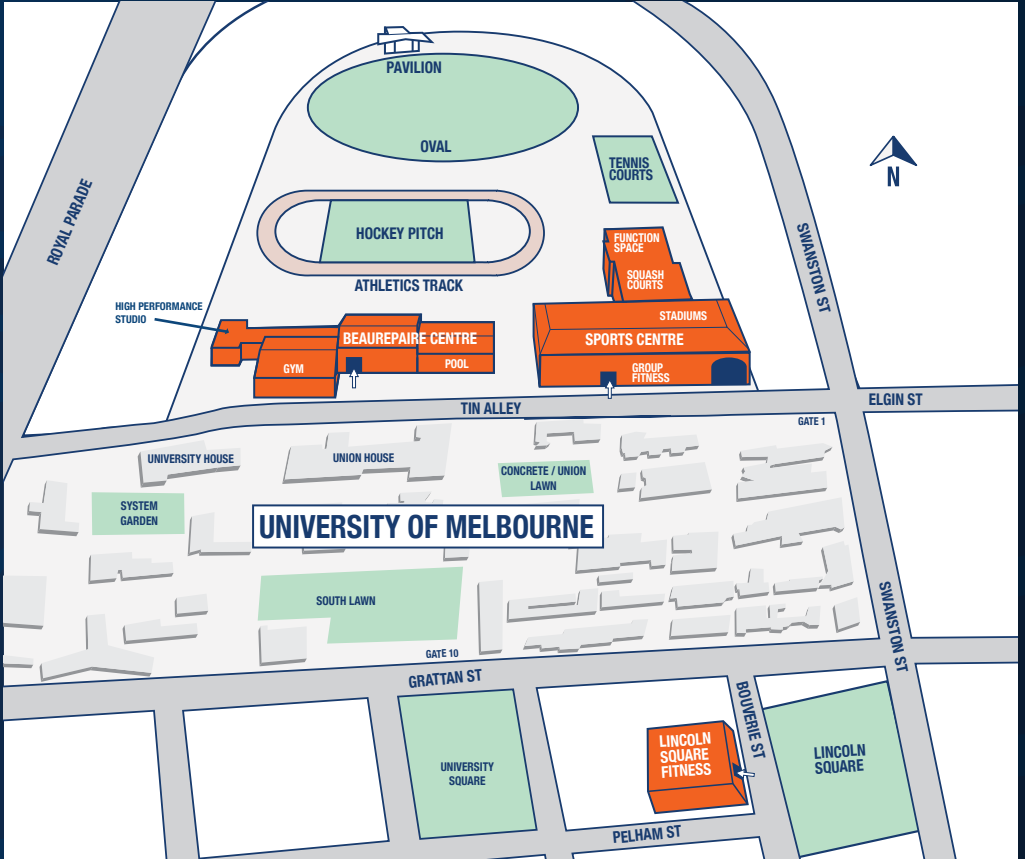 PAVILION
OVAL
TENNIS
COURTS
N
ROYAL PARADE
HOCKEY PITCH
SWANSTON ST
FUNCTION
SPACE
SQUASH
COURTS
ATHLETICS TRACK
HIGH PERFORMANCE
STUDIO
STADIUMS
BEAUREPAIRE CENTRE
SPORTS CENTRE
GYM
POOL
GROUP
FITNESS
ELGIN ST
TIN ALLEY
GATE 1
UNIVERSITY HOUSE
UNION HOUSE
CONCRETE / UNION
LAWN
SYSTEM
GARDEN
UNIVERSITY OF MELBOURNE
SOUTH LAWN
SWANSTON ST
GATE 10
GRATTAN ST
BOUVERIE ST
LINCOLN
SQUARE
FITNESS
LINCOLN
SQUARE
UNIVERSITY
SQUARE
PELHAM ST